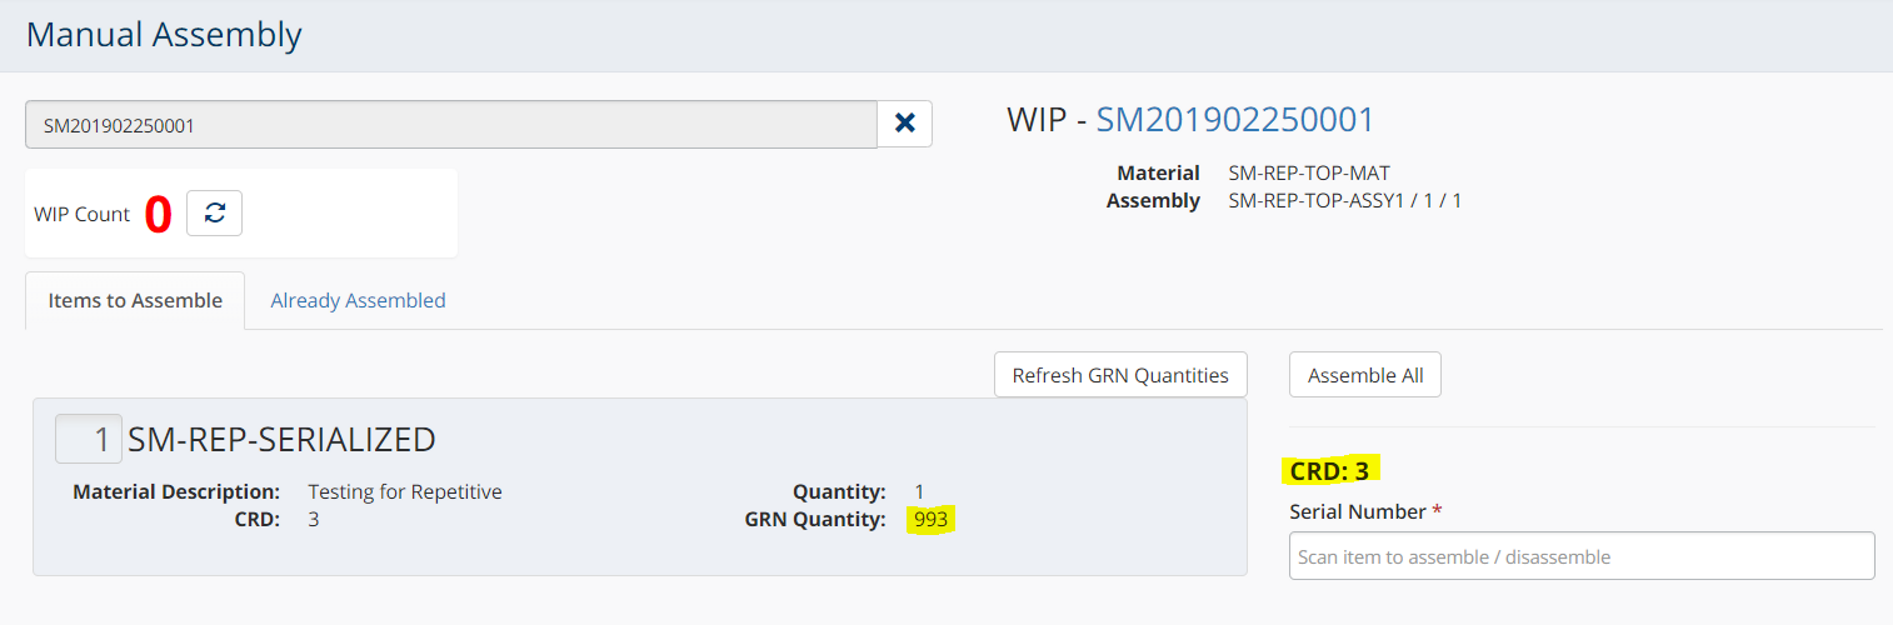 Manual Assembly
SM201902250001
WIP - SM201902250001
Material SM-REP-TOP-MAT
Assembly SM-REP-TOP-ASSY1 / 1 / 1
WIP Count 0
Items to Assemble Already Assembled
Refresh GRN Quantities Assemble All
1 SM-REP-SERIALIZED
Material Description: Testing for Repetitive Quantity: 1
CRD: 3 GRN Quantity: 993
CRD: 3
Serial Number *
Scan item to assemble / disassemble